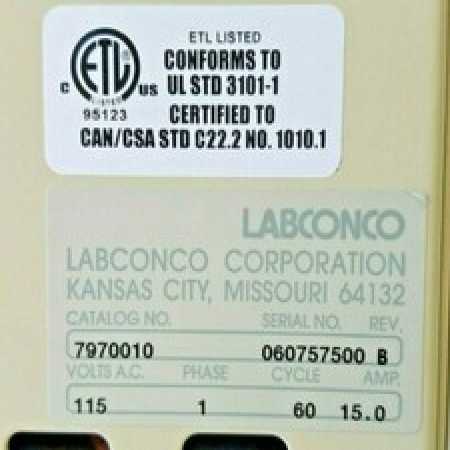 ETL LISTED
CONFORMS TO
UL STD 3101-1
CERTIFIED TO
CAN/CSA STD C22.2 NO. 1010.1
ETL
LISTED
C US
95123
LABCONCO
LABCONCO CORPORATION
KANSAS CITY, MISSOURI 64132
CATALOG NO. SERIAL NO. REV.
7970010 060757500 B
VOLTS A.C. PHASE CYCLE AMP.
115 1 60 15.0